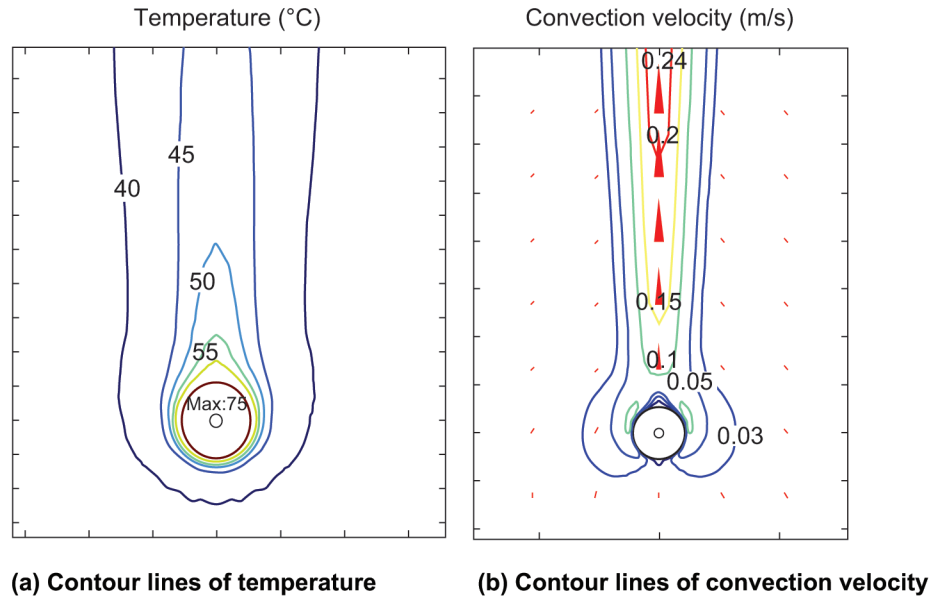 Temperature (°C)
45
40
50
55
Max:75
(a) Contour lines of temperature
Convection velocity (m/s)
0.24
0.2
0.15
0.1
0.05
0.03
(b) Contour lines of convection velocity